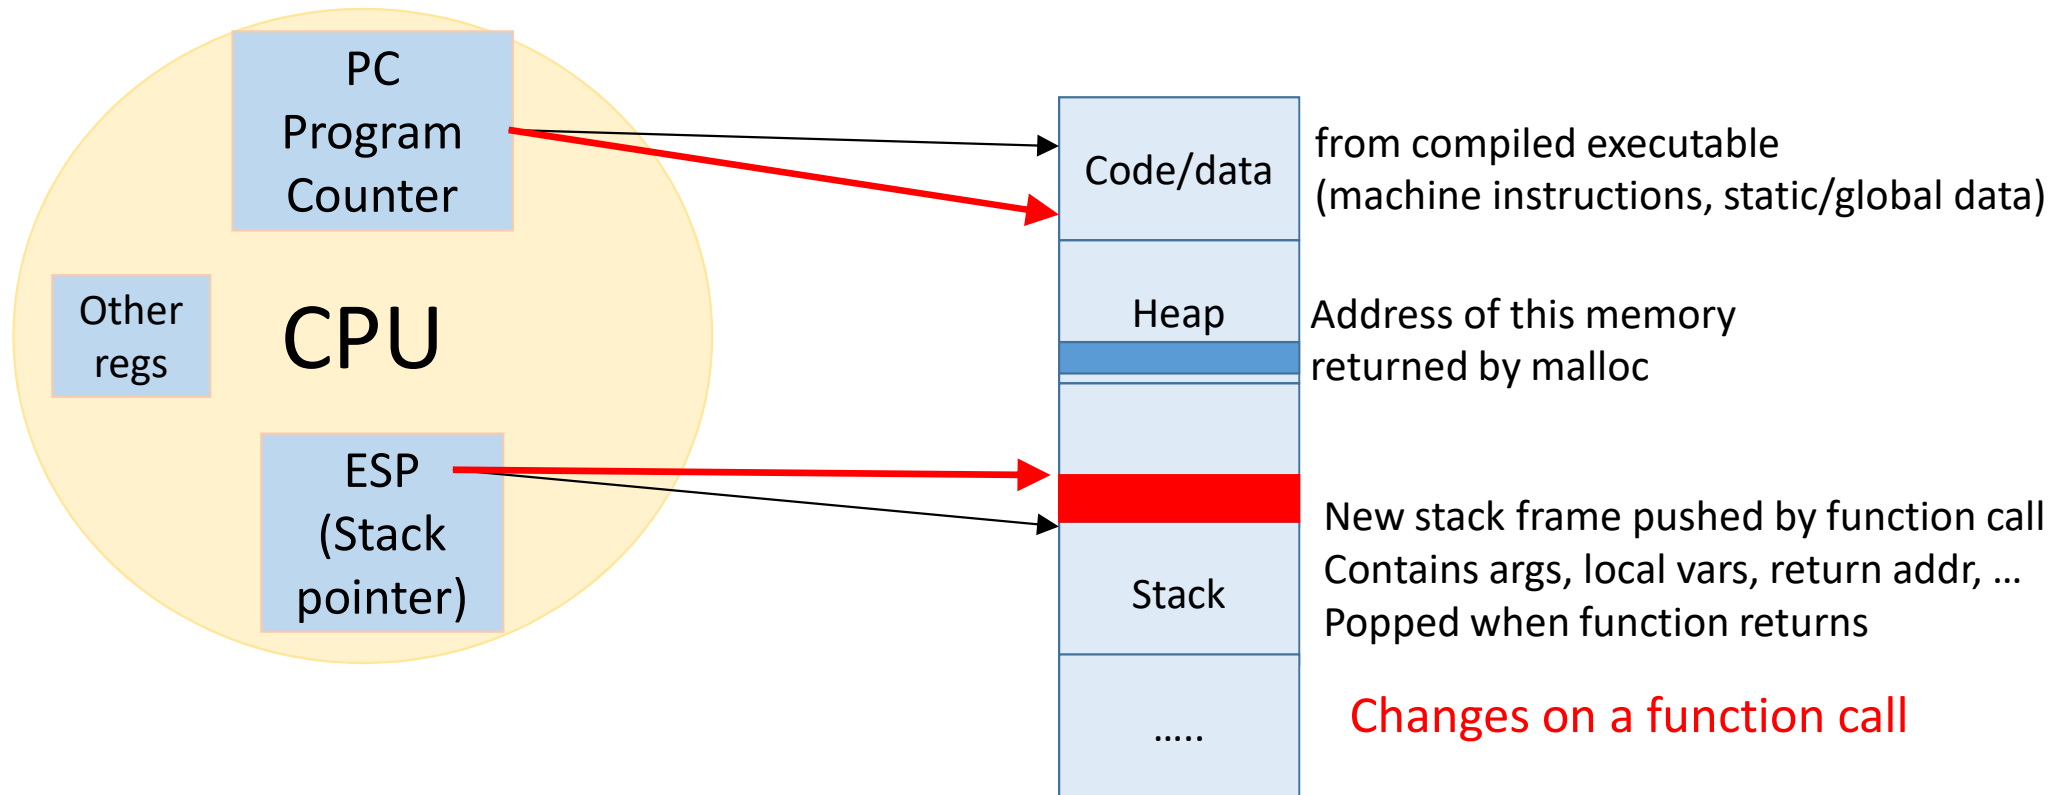 PC
Program
Counter
Other
regs
CPU
ESP
(Stack
pointer)
Code/data
from compiled executable
(machine instructions, static/global data)
Heap
Address of this memory
returned by malloc
New stack frame pushed by function call
Contains args, local vars, return addr, …
Popped when function returns
Stack
Changes on a function call
…..